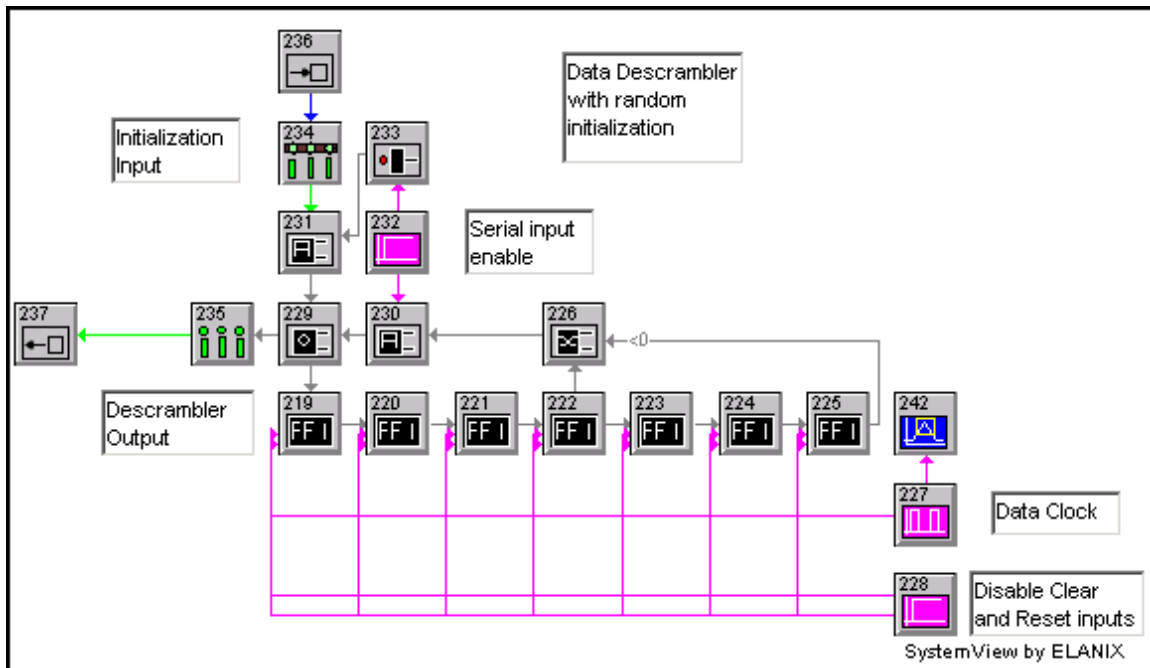 236
Data Descrambler
with random
initialization
Initialization
Input
234
233
231
232
Serial input
enable
237
235
229
230
226
<0
Descrambler
Output
219
FF I
220
FF I
221
FF I
222
FF I
223
FF I
224
FF I
225
FF I
242
227
Data Clock
228
Disable Clear
and Reset inputs
SystemView by ELANIX